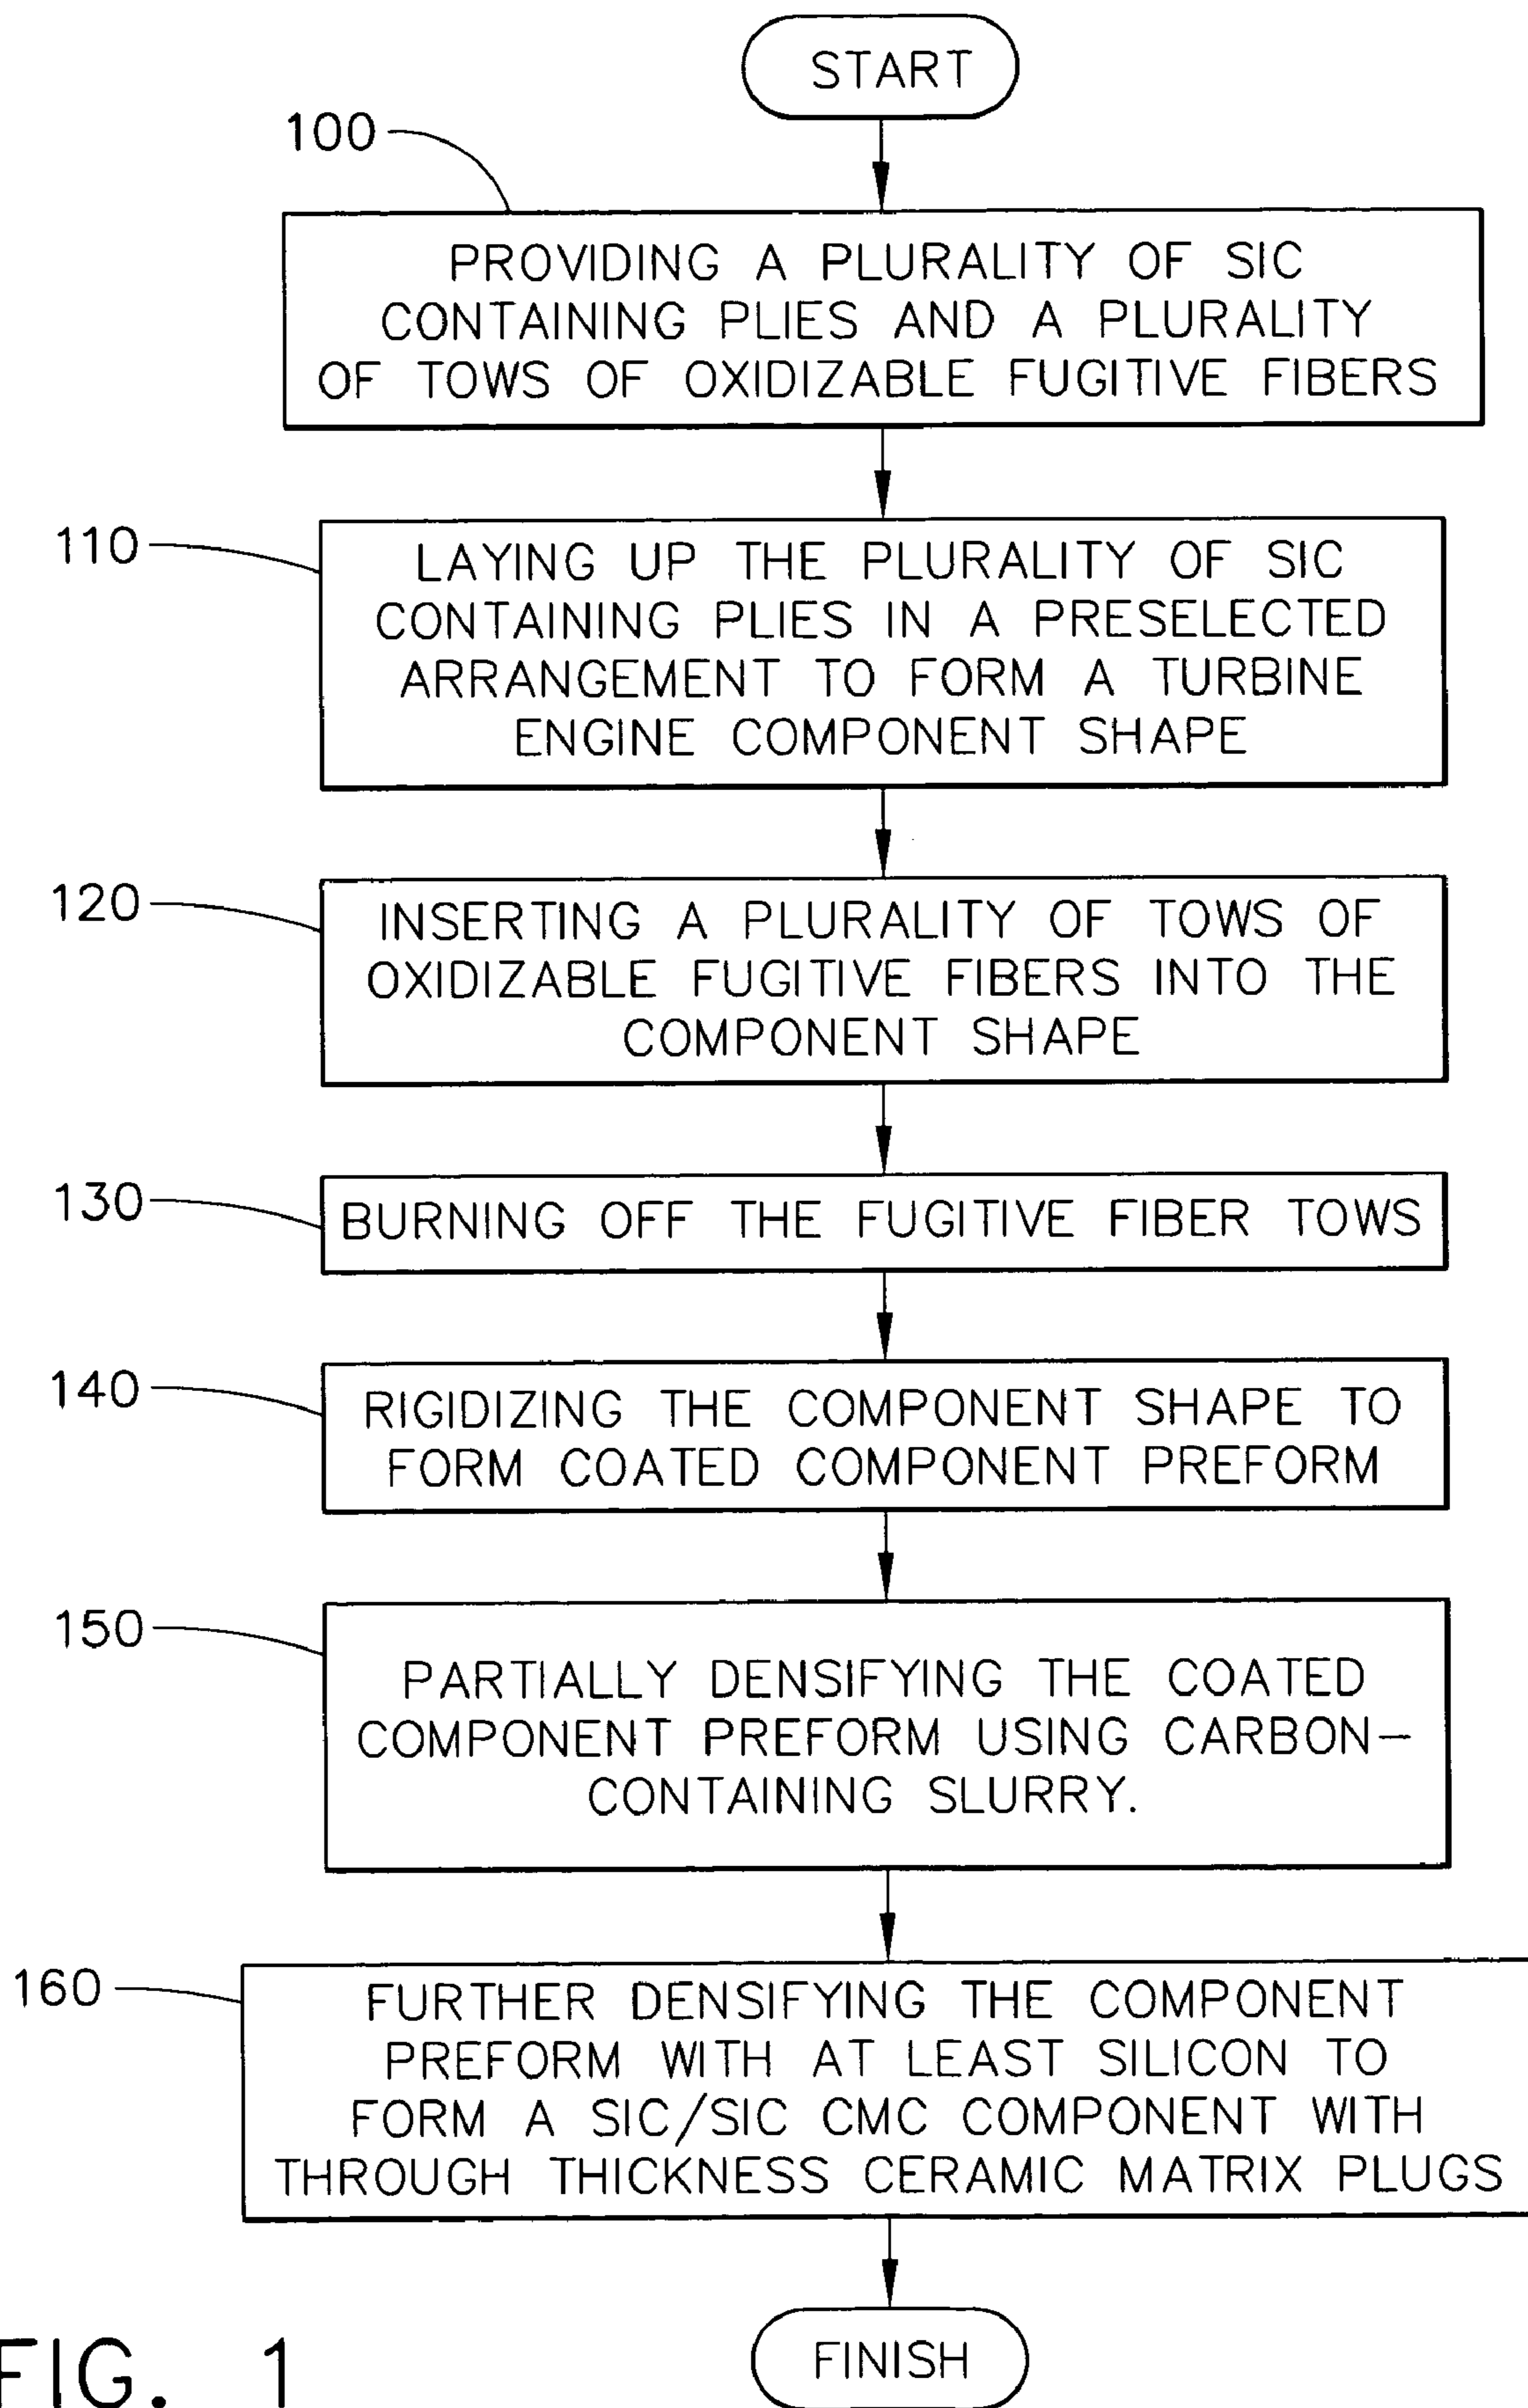 START
100
PROVIDING A PLURALITY OF SIC
CONTAINING PLIES AND A PLURALITY
OF TOWS OF OXIDIZABLE FUGITIVE FIBERS
110
LAYING UP THE PLURALITY OF SIC
CONTAINING PLIES IN A PRESELECTED
ARRANGEMENT TO FORM A TURBINE
ENGINE COMPONENT SHAPE
120
INSERTING A PLURALITY OF TOWS OF
OXIDIZABLE FUGITIVE FIBERS INTO THE
COMPONENT SHAPE
130
BURNING OFF THE FUGITIVE FIBER TOWS
140
RIGIDIZING THE COMPONENT SHAPE TO
FORM COATED COMPONENT PREFORM
150
PARTIALLY DENSIFYING THE COATED
COMPONENT PREFORM USING CARBON–
CONTAINING SLURRY.
160
FURTHER DENSIFYING THE COMPONENT
PREFORM WITH AT LEAST SILICON TO
FORM A SIC/SIC CMC COMPONENT WITH
THROUGH THICKNESS CERAMIC MATRIX PLUGS
FINISH
FIG. 1